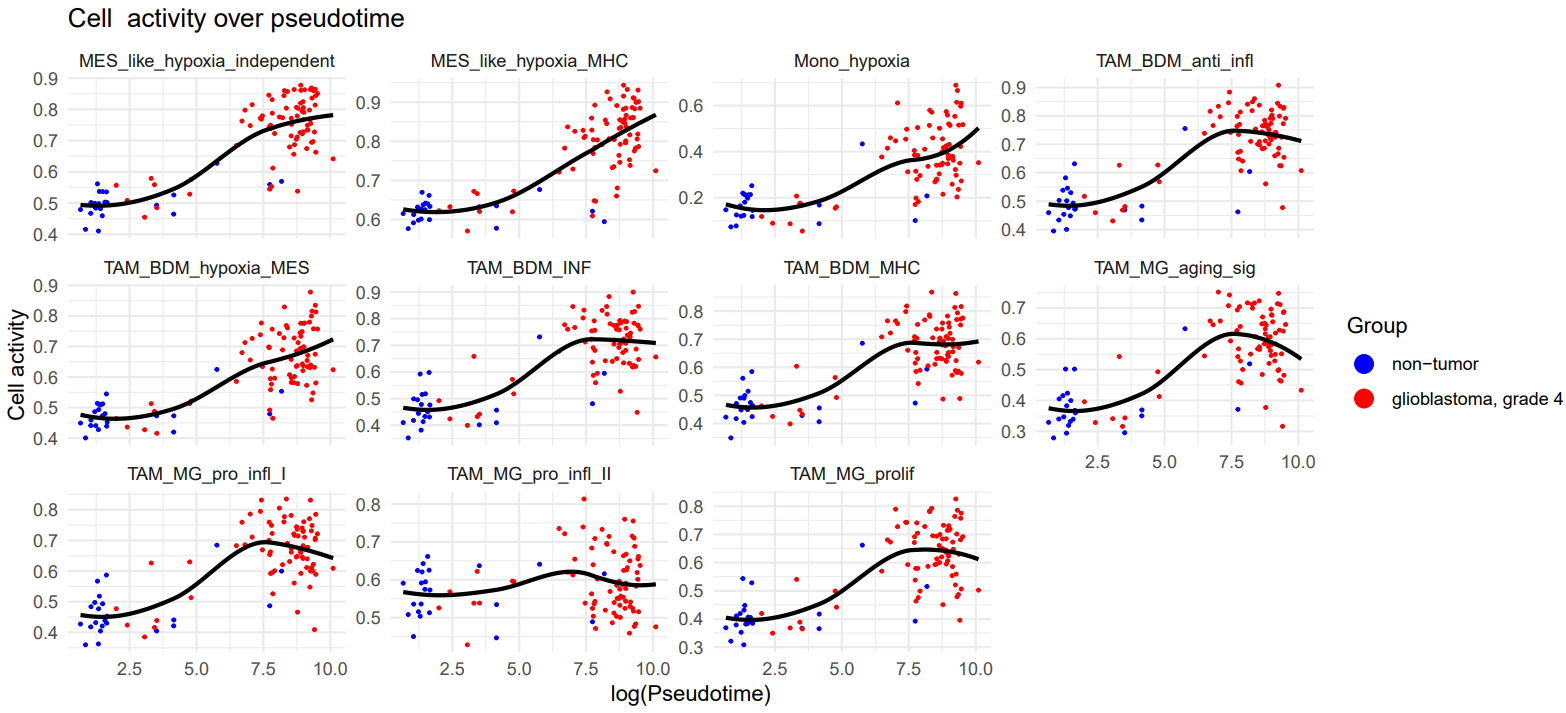 Cell  activity over pseudotime
MES_like_hypoxia_independent
MES_like_hypoxia_MHC
Mono_hypoxia
TAM_BDM_anti_infl
0.9
0.8
0.7
0.6
0.5
0.4
0.9
0.8
0.7
0.6
0.6
0.4
0.2
0.9
0.8
0.7
0.6
0.5
0.4
TAM_BDM_hypoxia_MES
TAM_BDM_INF
TAM_BDM_MHC
TAM_MG_aging_sig
0.9
0.8
0.7
0.6
0.5
0.4
0.9
0.8
0.7
0.6
0.5
0.4
0.8
0.7
0.6
0.5
0.4
0.7
0.6
0.5
0.4
0.3
2.5 5.0 7.5 10.0
TAM_MG_pro_infl_I
TAM_MG_pro_infl_II
TAM_MG_prolif
0.8
0.7
0.6
0.5
0.4
0.8
0.7
0.6
0.5
0.8
0.7
0.6
0.5
0.4
0.3
2.5 5.0 7.5 10.0
2.5 5.0 7.5 10.0
2.5 5.0 7.5 10.0
Cell activity
log(Pseudotime)
Group
non−tumor
glioblastoma, grade 4